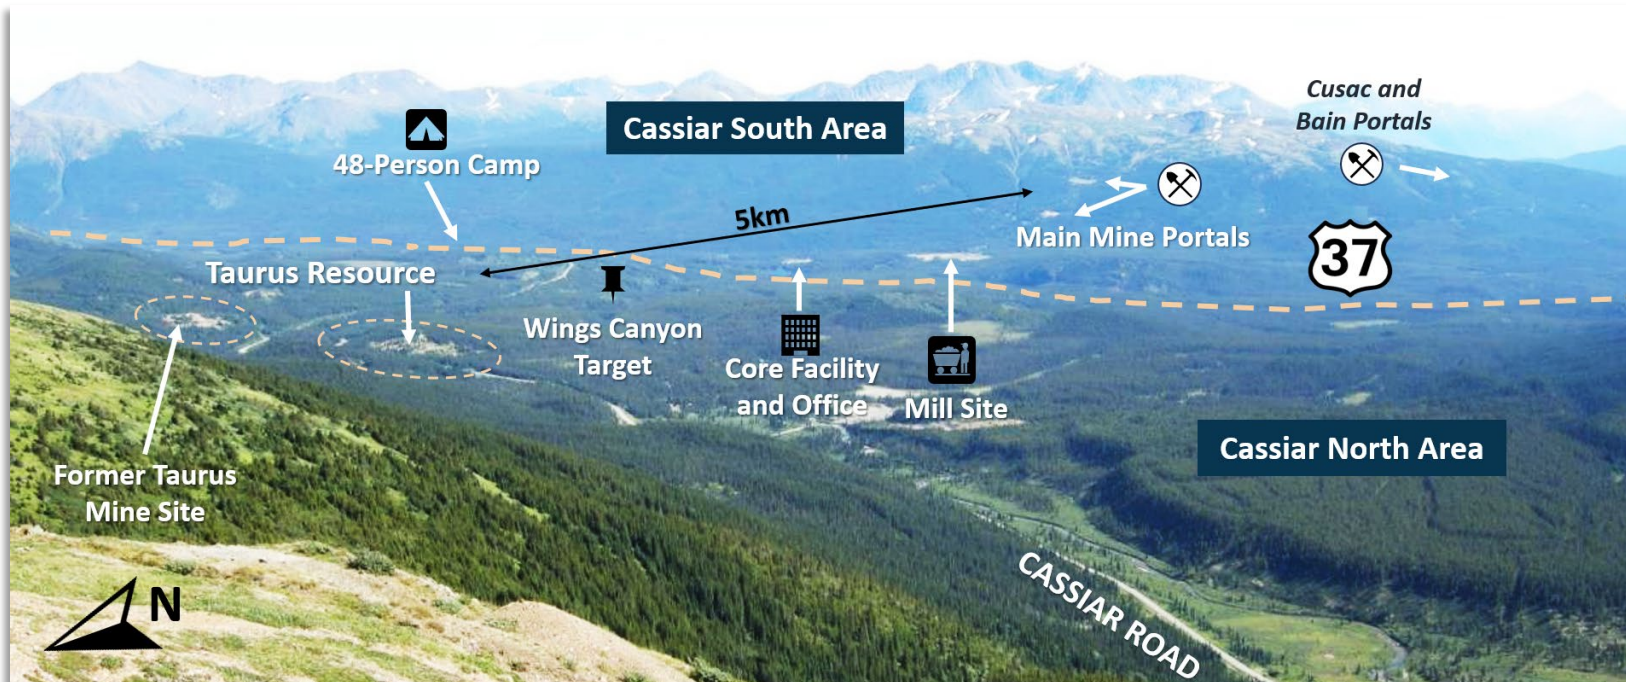 Cusac and
Bain Portals
Cassiar South Area
48-Person Camp
5km
Main Mine Portals
37
Taurus Resource
Wings Canyon
Target
Core Facility
and Office
Mill Site
Cassiar North Area
Former Taurus
Mine Site
CASSIAR ROAD
N